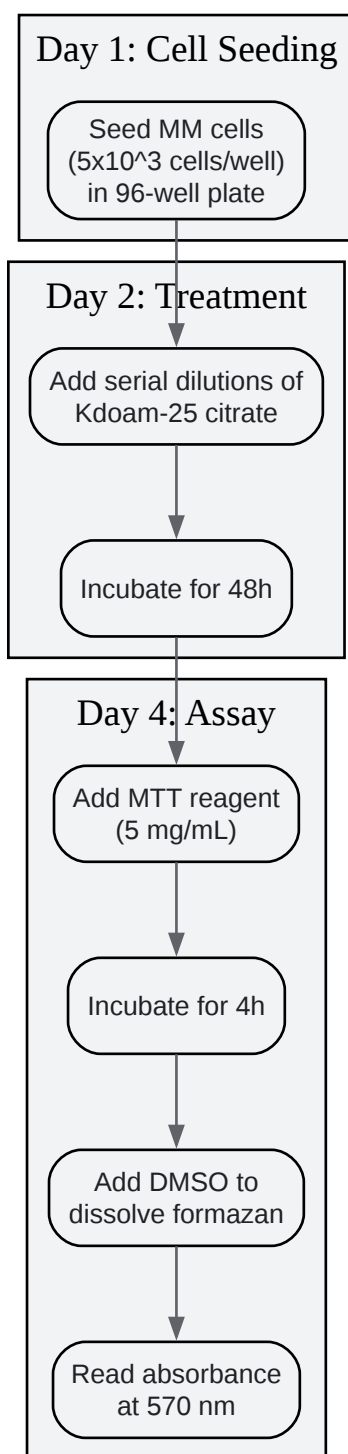 Day 1: Cell Seeding
Seed MM cells
(5x10^3 cells/well)
in 96-well plate
Day 2: Treatment
Add serial dilutions of
Kdoam-25 citrate
Incubate for 48h
Day 4: Assay
Add MTT reagent
(5 mg/mL)
Incubate for 4h
Add DMSO to
dissolve formazan
Read absorbance
at 570 nm